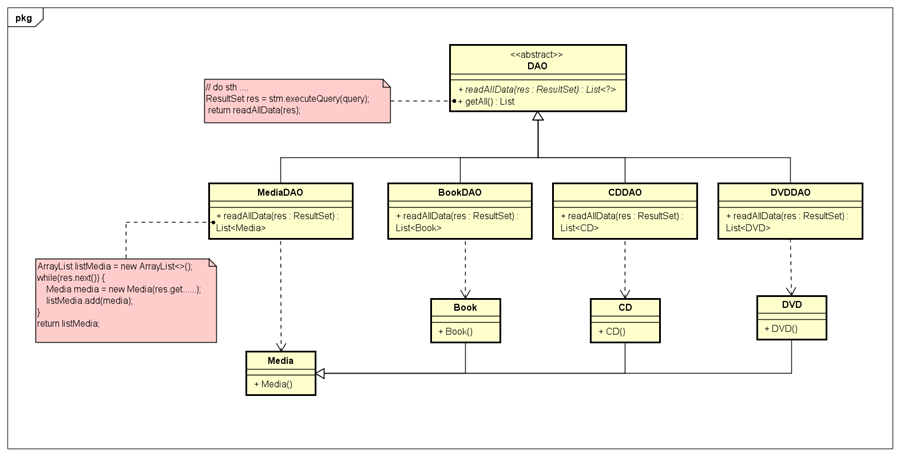 pkg
<<abstract>>
DAO
+ readAllData(res : ResultSet) : List<?>
+ getAll() : List
// do sth ....
ResultSet res = stm.executeQuery(query);
return readAllData(res);
MediaDAO
+ readAllData(res : ResultSet) :
List<Media>
BookDAO
+ readAllData(res : ResultSet) :
List<Book>
CDDAO
+ readAllData(res : ResultSet) :
List<CD>
DVDDAO
+ readAllData(res : ResultSet) :
List<DVD>
ArrayList listMedia = new ArrayList<>();
while(res.next()) {
Media media = new Media(res.get......);
listMedia.add(media);
}
return listMedia;
Book
+ Book()
CD
+ CD()
DVD
+ DVD()
Media
+ Media()